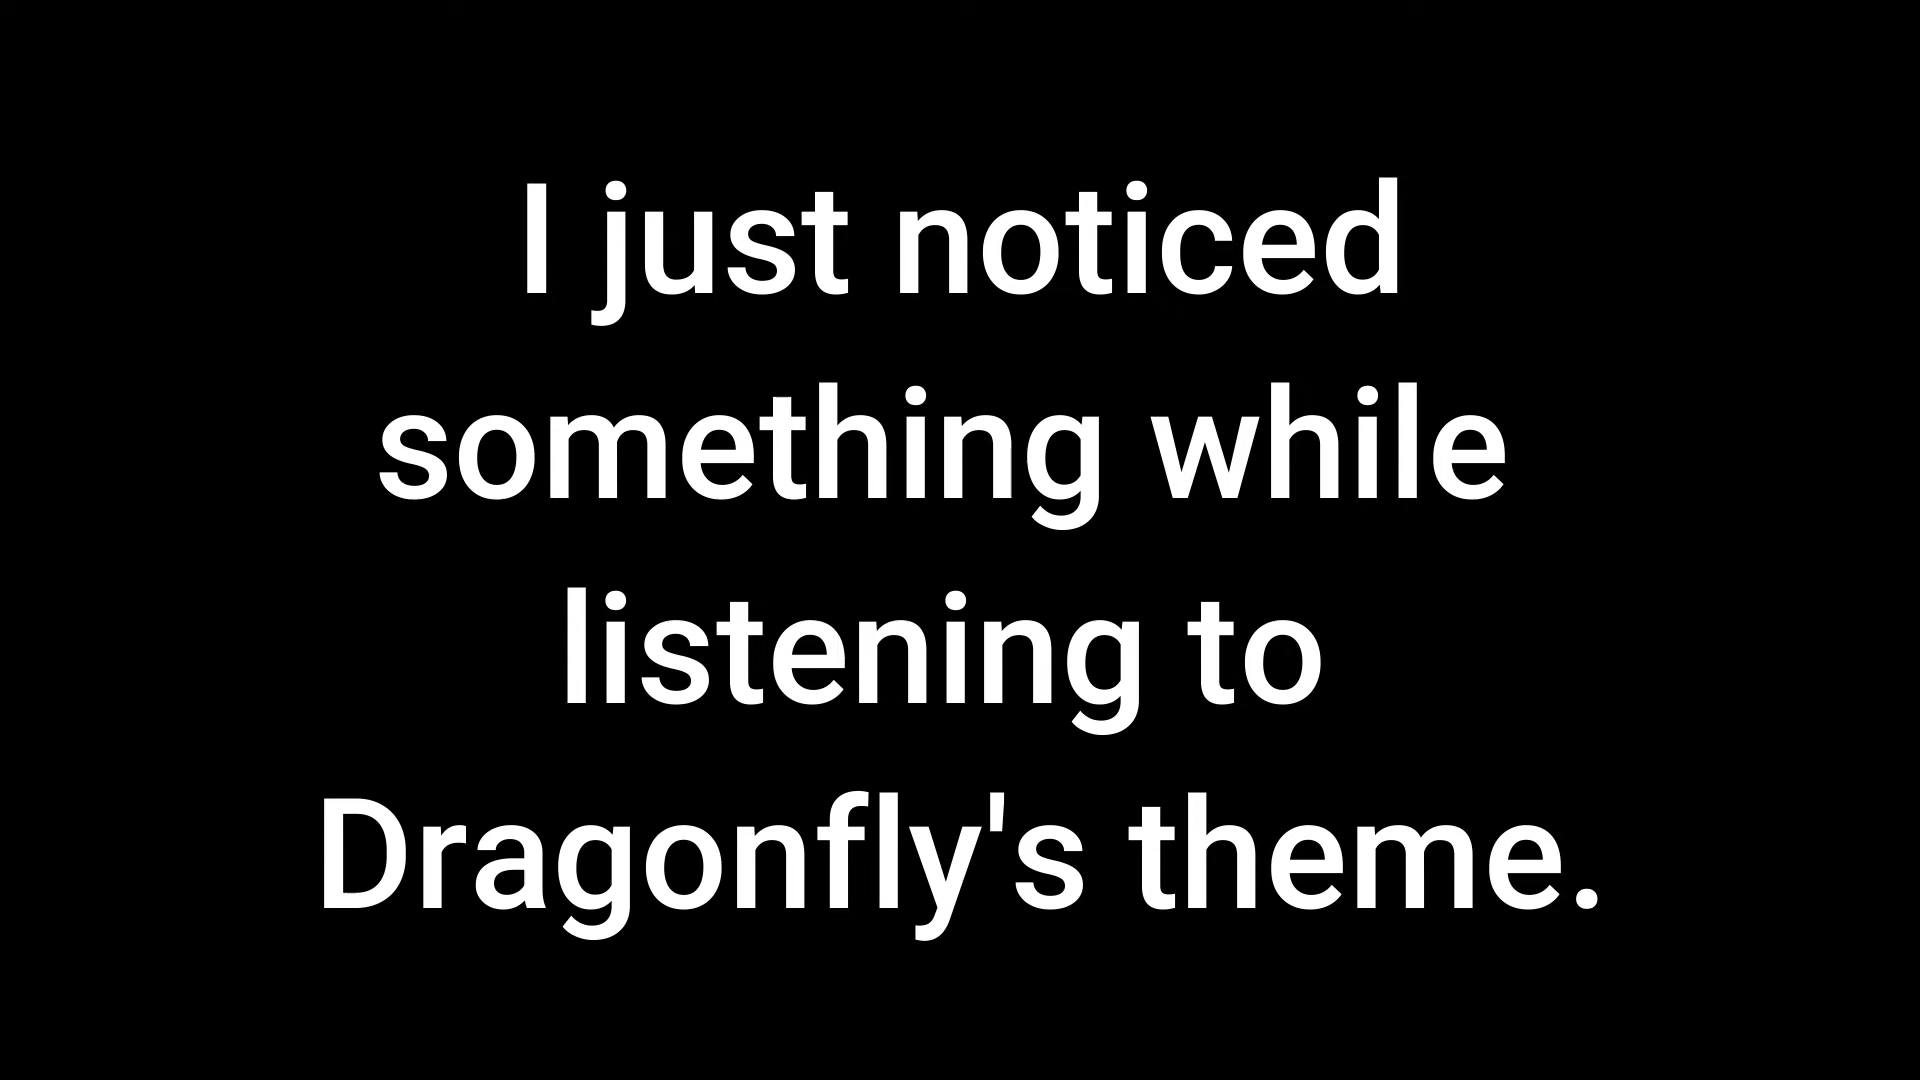 I just noticed
something while
listening to
Dragonfly's theme.